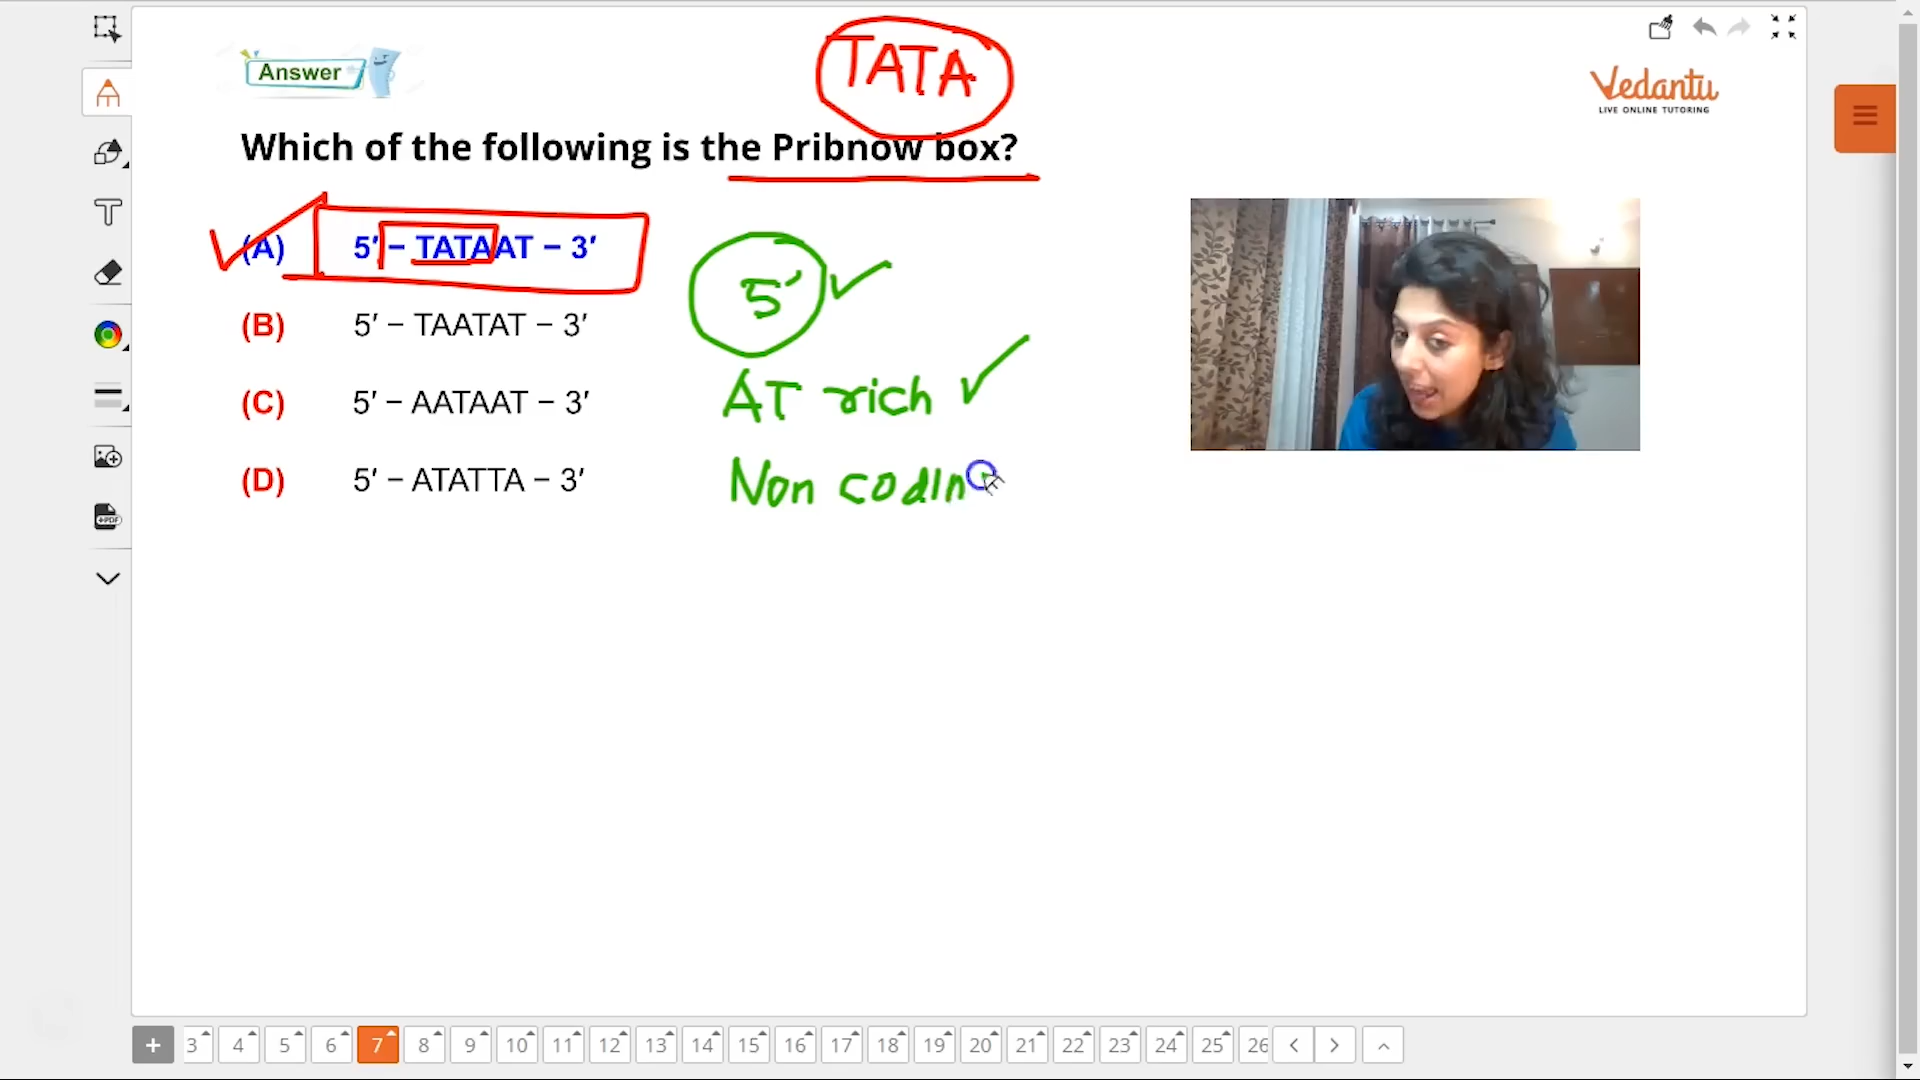 TATA
Answer
Vedantu
LIVE ONLINE TUTORING
Which of the following is the Pribnow box?
(A) 5′ – TATAAT – 3′
(B) 5′ – TAATAT – 3′
(C) 5′ – AATAAT – 3′
(D) 5′ – ATATTA – 3′
5′
AT rich
Non codin
T
+PDF
+ 3 4 5 6 7 8 9 10 11 12 13 14 15 16 17 18 19 20 21 22 23 24 25 26 < >